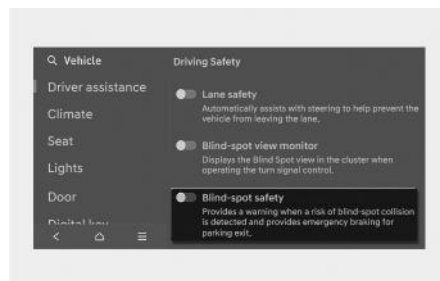 Vehicle
Driver assistance
Climate
Seat
Lights
Door
Digital key
Driving Safety
Lane safety
Automatically assists with steering to help prevent the
vehicle from leaving the lane.
Blind-spot view monitor
Displays the Blind Spot view in the cluster when
operating the turn signal control.
Blind-spot safety
Provides a warning when a risk of blind-spot collision
is detected and provides emergency braking for
parking exit.